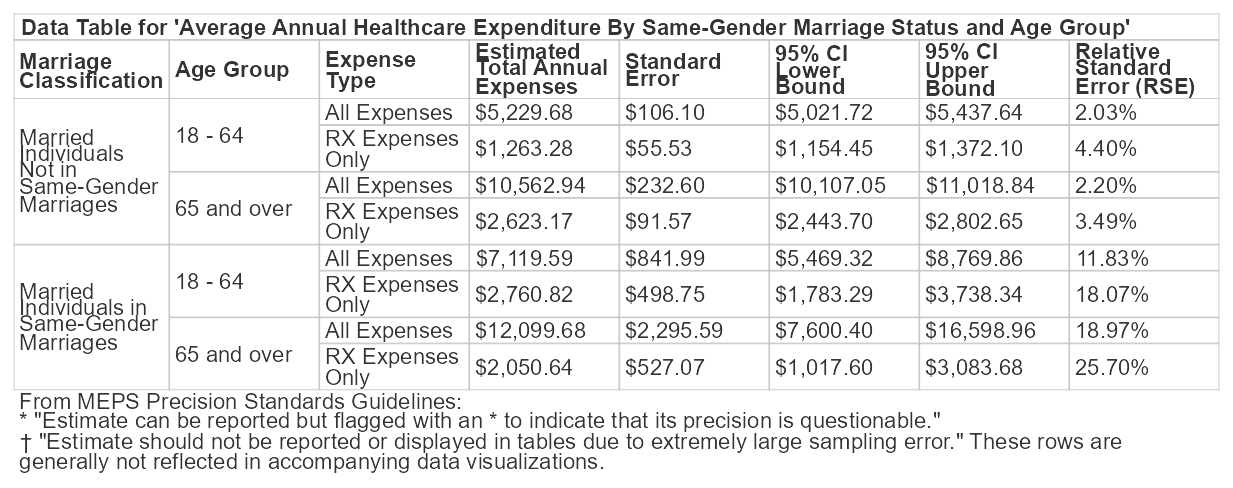 Data Table for 'Average Annual Healthcare Expenditure By Same-Gender Marriage Status and Age Group'
Marriage Classification Age Group Expense Type Estimated Total Annual Expenses Standard Error 95% CI Lower Bound 95% CI Upper Bound Relative Standard Error (RSE)
Married Individuals Not in Same-Gender Marriages 18 - 64 All Expenses $5,229.68 $106.10 $5,021.72 $5,437.64 2.03%
RX Expenses Only $1,263.28 $55.53 $1,154.45 $1,372.10 4.40%
65 and over All Expenses $10,562.94 $232.60 $10,107.05 $11,018.84 2.20%
RX Expenses Only $2,623.17 $91.57 $2,443.70 $2,802.65 3.49%
Married Individuals in Same-Gender Marriages 18 - 64 All Expenses $7,119.59 $841.99 $5,469.32 $8,769.86 11.83%
RX Expenses Only $2,760.82 $498.75 $1,783.29 $3,738.34 18.07%
65 and over All Expenses $12,099.68 $2,295.59 $7,600.40 $16,598.96 18.97%
RX Expenses Only $2,050.64 $527.07 $1,017.60 $3,083.68 25.70%
From MEPS Precision Standards Guidelines:
* "Estimate can be reported but flagged with an * to indicate that its precision is questionable."
† "Estimate should not be reported or displayed in tables due to extremely large sampling error." These rows are
generally not reflected in accompanying data visualizations.